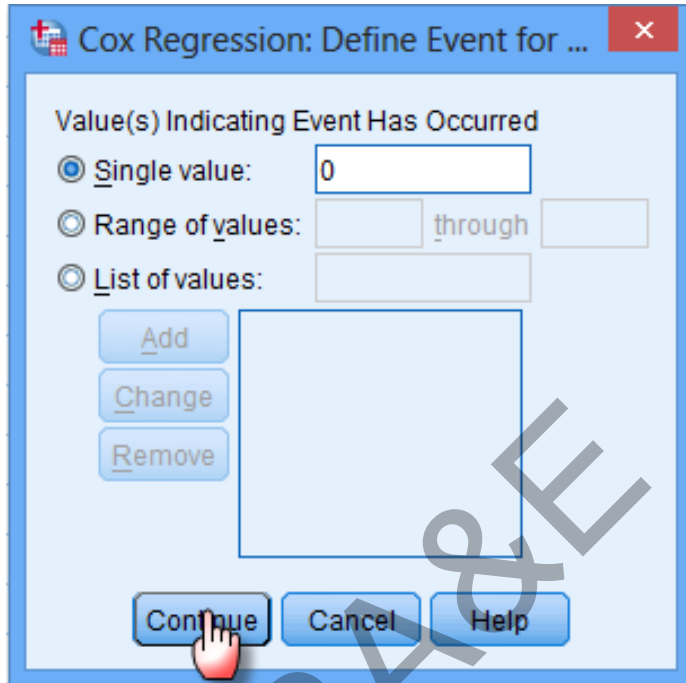 Cox Regression: Define Event for ...
Value(s) Indicating Event Has Occurred
Single value: 0
Range of values: through
List of values:
Add
Change
Remove
Continue Cancel Help
A&E